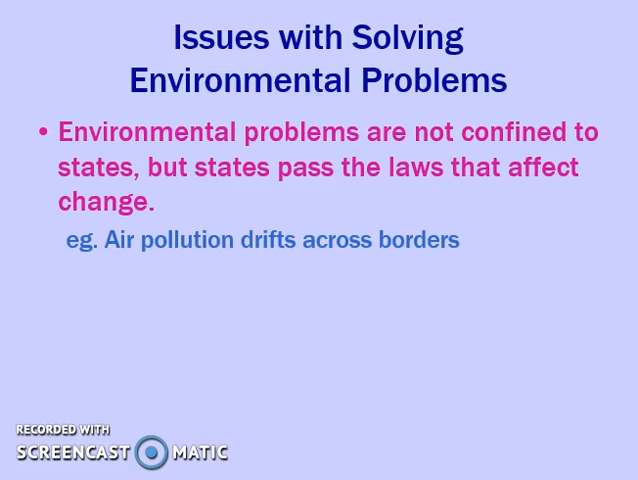 Issues with Solving
Environmental Problems
• Environmental problems are not confined to
states, but states pass the laws that affect
change.
eg. Air pollution drifts across borders
RECORDED WITH
SCREENCAST MATIC